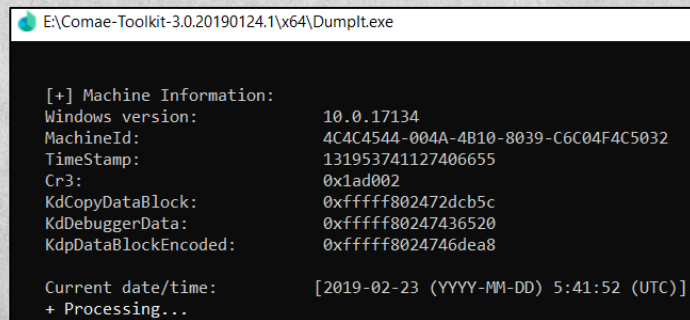 E:\Comae-Toolkit-3.0.20190124.1\x64\DumpIt.exe
[+] Machine Information:
Windows version: 10.0.17134
MachineId: 4C4C4544-004A-4B10-8039-C6C04F4C5032
TimeStamp: 131953741127406655
Cr3: 0x1ad002
KdCopyDataBlock: 0xfffff802472dcb5c
KdDebuggerData: 0xfffff80247436520
KdpDataBlockEncoded: 0xfffff8024746dea8
Current date/time: [2019-02-23 (YYYY-MM-DD) 5:41:52 (UTC)]
+ Processing...